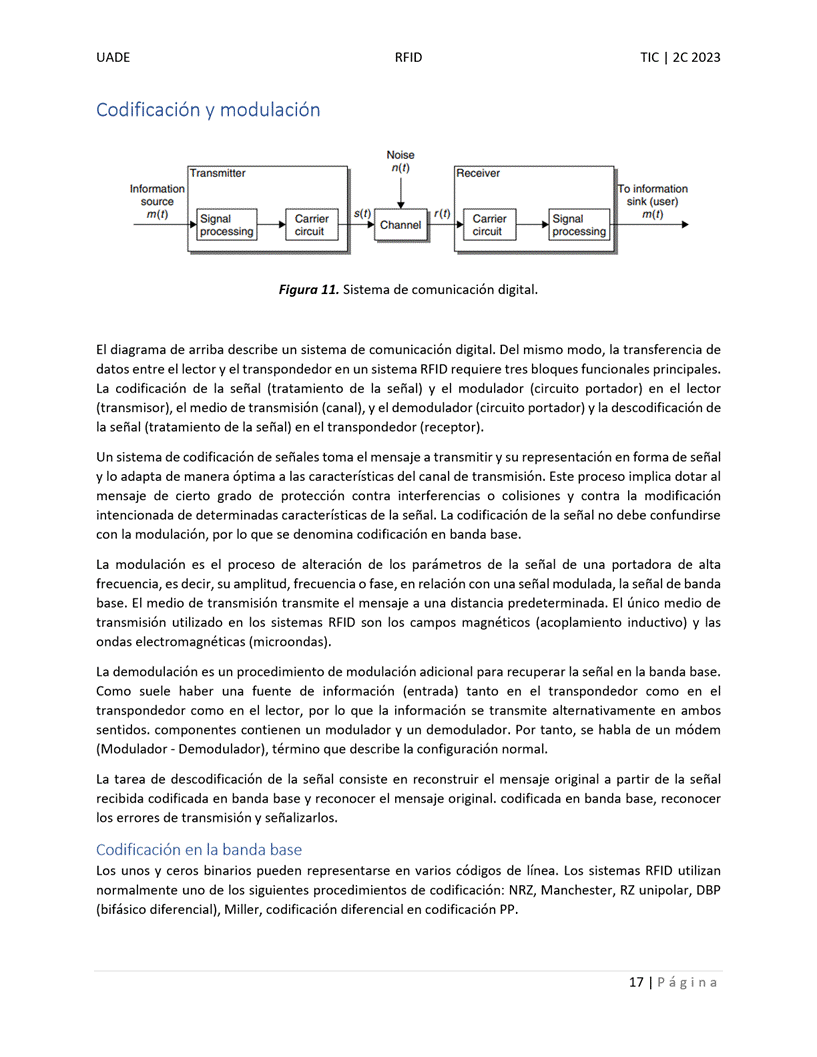 UADE RFID TIC | 2C 2023
Codificación y modulación
Noise
n(t)
Transmitter
Receiver
Information
source
m(t)
To information
sink (user)
m(t)
Signal
processing
Carrier
circuit
s(t)
Channel
r(t)
Carrier
circuit
Signal
processing
Figura 11. Sistema de comunicación digital.
El diagrama de arriba describe un sistema de comunicación digital. Del mismo modo, la transferencia de
datos entre el lector y el transpondedor en un sistema RFID requiere tres bloques funcionales principales.
La codificación de la señal (tratamiento de la señal) y el modulador (circuito portador) en el lector
(transmisor), el medio de transmisión (canal), y el demodulador (circuito portador) y la descodificación de
la señal (tratamiento de la señal) en el transpondedor (receptor).
Un sistema de codificación de señales toma el mensaje a transmitir y su representación en forma de señal
y lo adapta de manera óptima a las características del canal de transmisión. Este proceso implica dotar al
mensaje de cierto grado de protección contra interferencias o colisiones y contra la modificación
intencionada de determinadas características de la señal. La codificación de la señal no debe confundirse
con la modulación, por lo que se denomina codificación en banda base.
La modulación es el proceso de alteración de los parámetros de la señal de una portadora de alta
frecuencia, es decir, su amplitud, frecuencia o fase, en relación con una señal modulada, la señal de banda
base. El medio de transmisión transmite el mensaje a una distancia predeterminada. El único medio de
transmisión utilizado en los sistemas RFID son los campos magnéticos (acoplamiento inductivo) y las
ondas electromagnéticas (microondas).
La demodulación es un procedimiento de modulación adicional para recuperar la señal en la banda base.
Como suele haber una fuente de información (entrada) tanto en el transpondedor como en el
transpondedor como en el lector, por lo que la información se transmite alternativamente en ambos
sentidos. componentes contienen un modulador y un demodulador. Por tanto, se habla de un módem
(Modulador - Demodulador), término que describe la configuración normal.
La tarea de descodificación de la señal consiste en reconstruir el mensaje original a partir de la señal
recibida codificada en banda base y reconocer el mensaje original. codificada en banda base, reconocer
los errores de transmisión y señalizarlos.
Codificación en la banda base
Los unos y ceros binarios pueden representarse en varios códigos de línea. Los sistemas RFID utilizan
normalmente uno de los siguientes procedimientos de codificación: NRZ, Manchester, RZ unipolar, DBP
(bifásico diferencial), Miller, codificación diferencial en codificación PP.
17 | Página